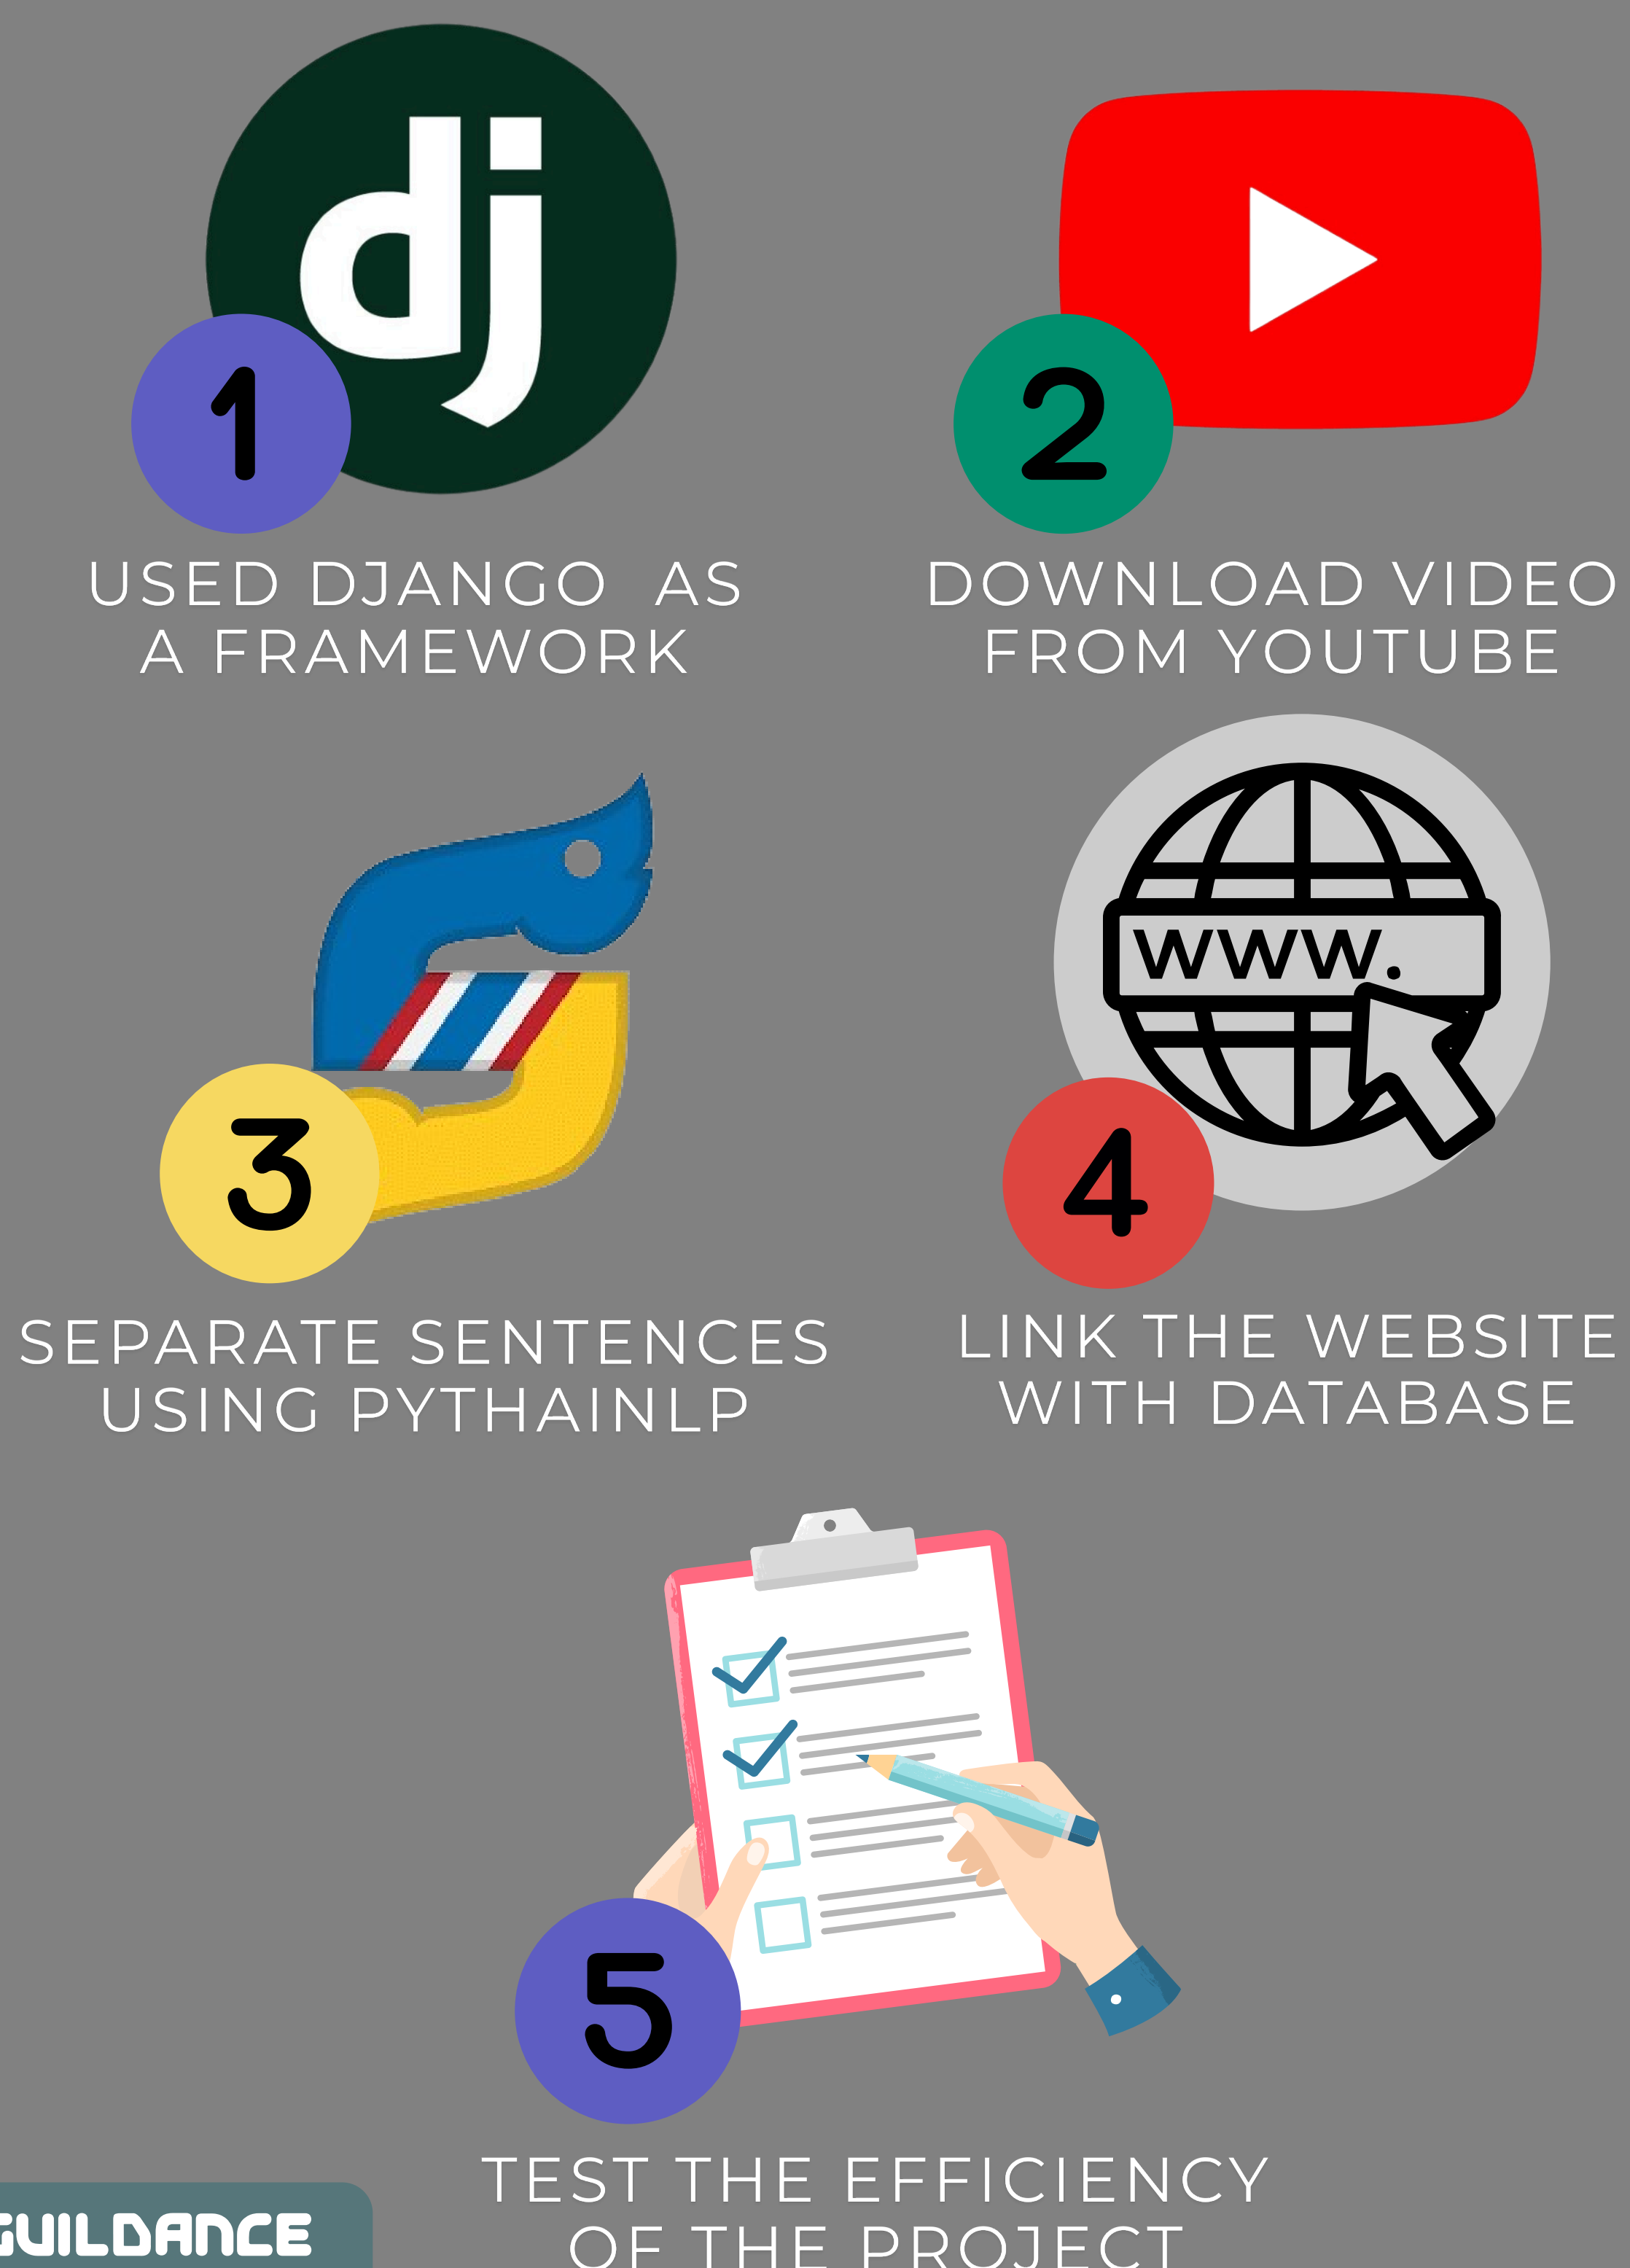 dj
1
USED DJANGO AS
A FRAMEWORK
2
DOWNLOAD VIDEO
FROM YOUTUBE
3
SEPARATE SENTENCES
USING PYTHAINLP
WWW.
4
LINK THE WEBSITE
WITH DATABASE
5
TEST THE EFFICIENCY
OF THE PROJECT
GUILDANCE